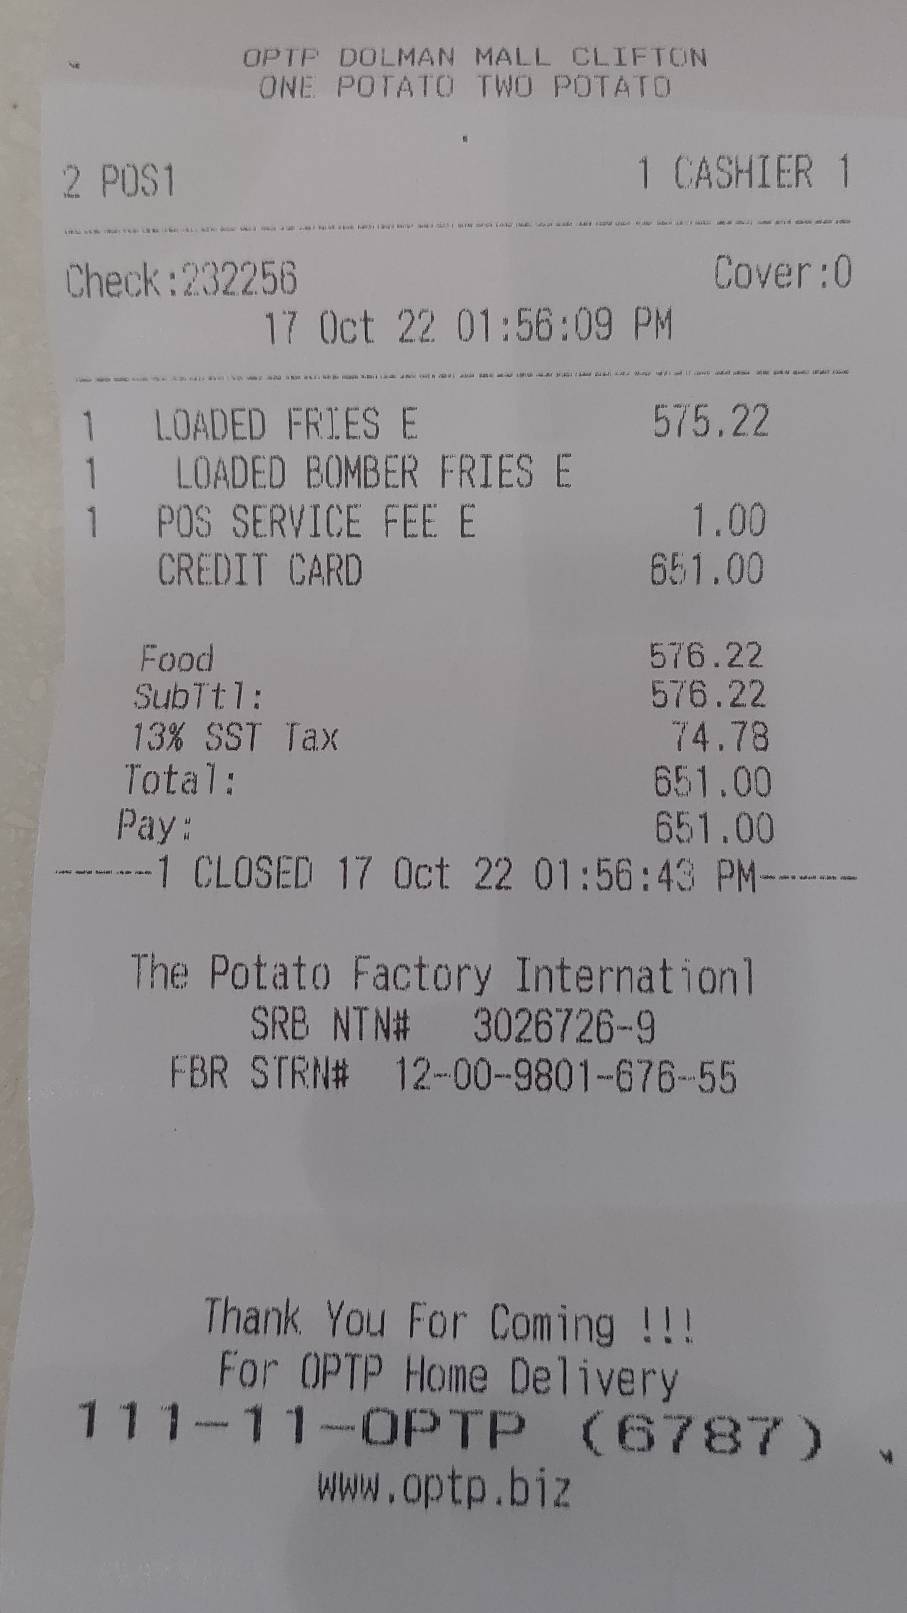 OPTP DOLMAN MALL CLIFTON
ONE POTATO TWO POTATO
2 POS1 1 CASHIER 1
Check:232256 Cover:0
17 Oct 22 01:56:09 PM
1 LOADED FRIES E 575.22
1 LOADED BOMBER FRIES E
1 POS SERVICE FEE E 1.00
CREDIT CARD 651.00
Food 576.22
SubTtl: 576.22
13% SST Tax 74.78
Total: 651.00
Pay: 651.00
------1 CLOSED 17 Oct 22 01:56:43 PM------
The Potato Factory Internationl
SRB NTN# 3026726-9
FBR STRN# 12-00-9801-676-55
Thank You For Coming !!!
For OPTP Home Delivery
111-11-OPTP (6787)
www.optp.biz